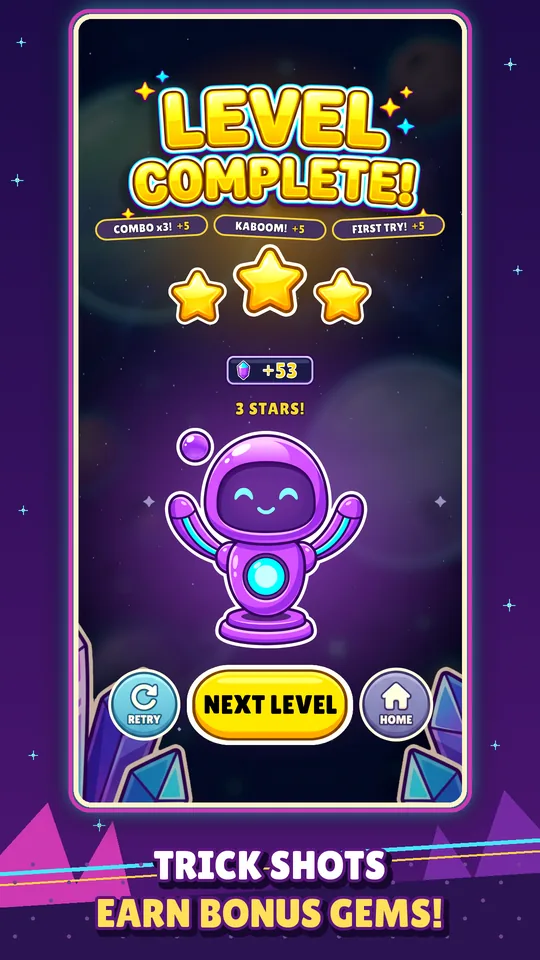 LEVEL
COMPLETE!
COMBO x3! +5
KABOOM! +5
FIRST TRY! +5
+53
3 STARS!
RETRY
NEXT LEVEL
HOME
TRICK SHOTS
EARN BONUS GEMS!